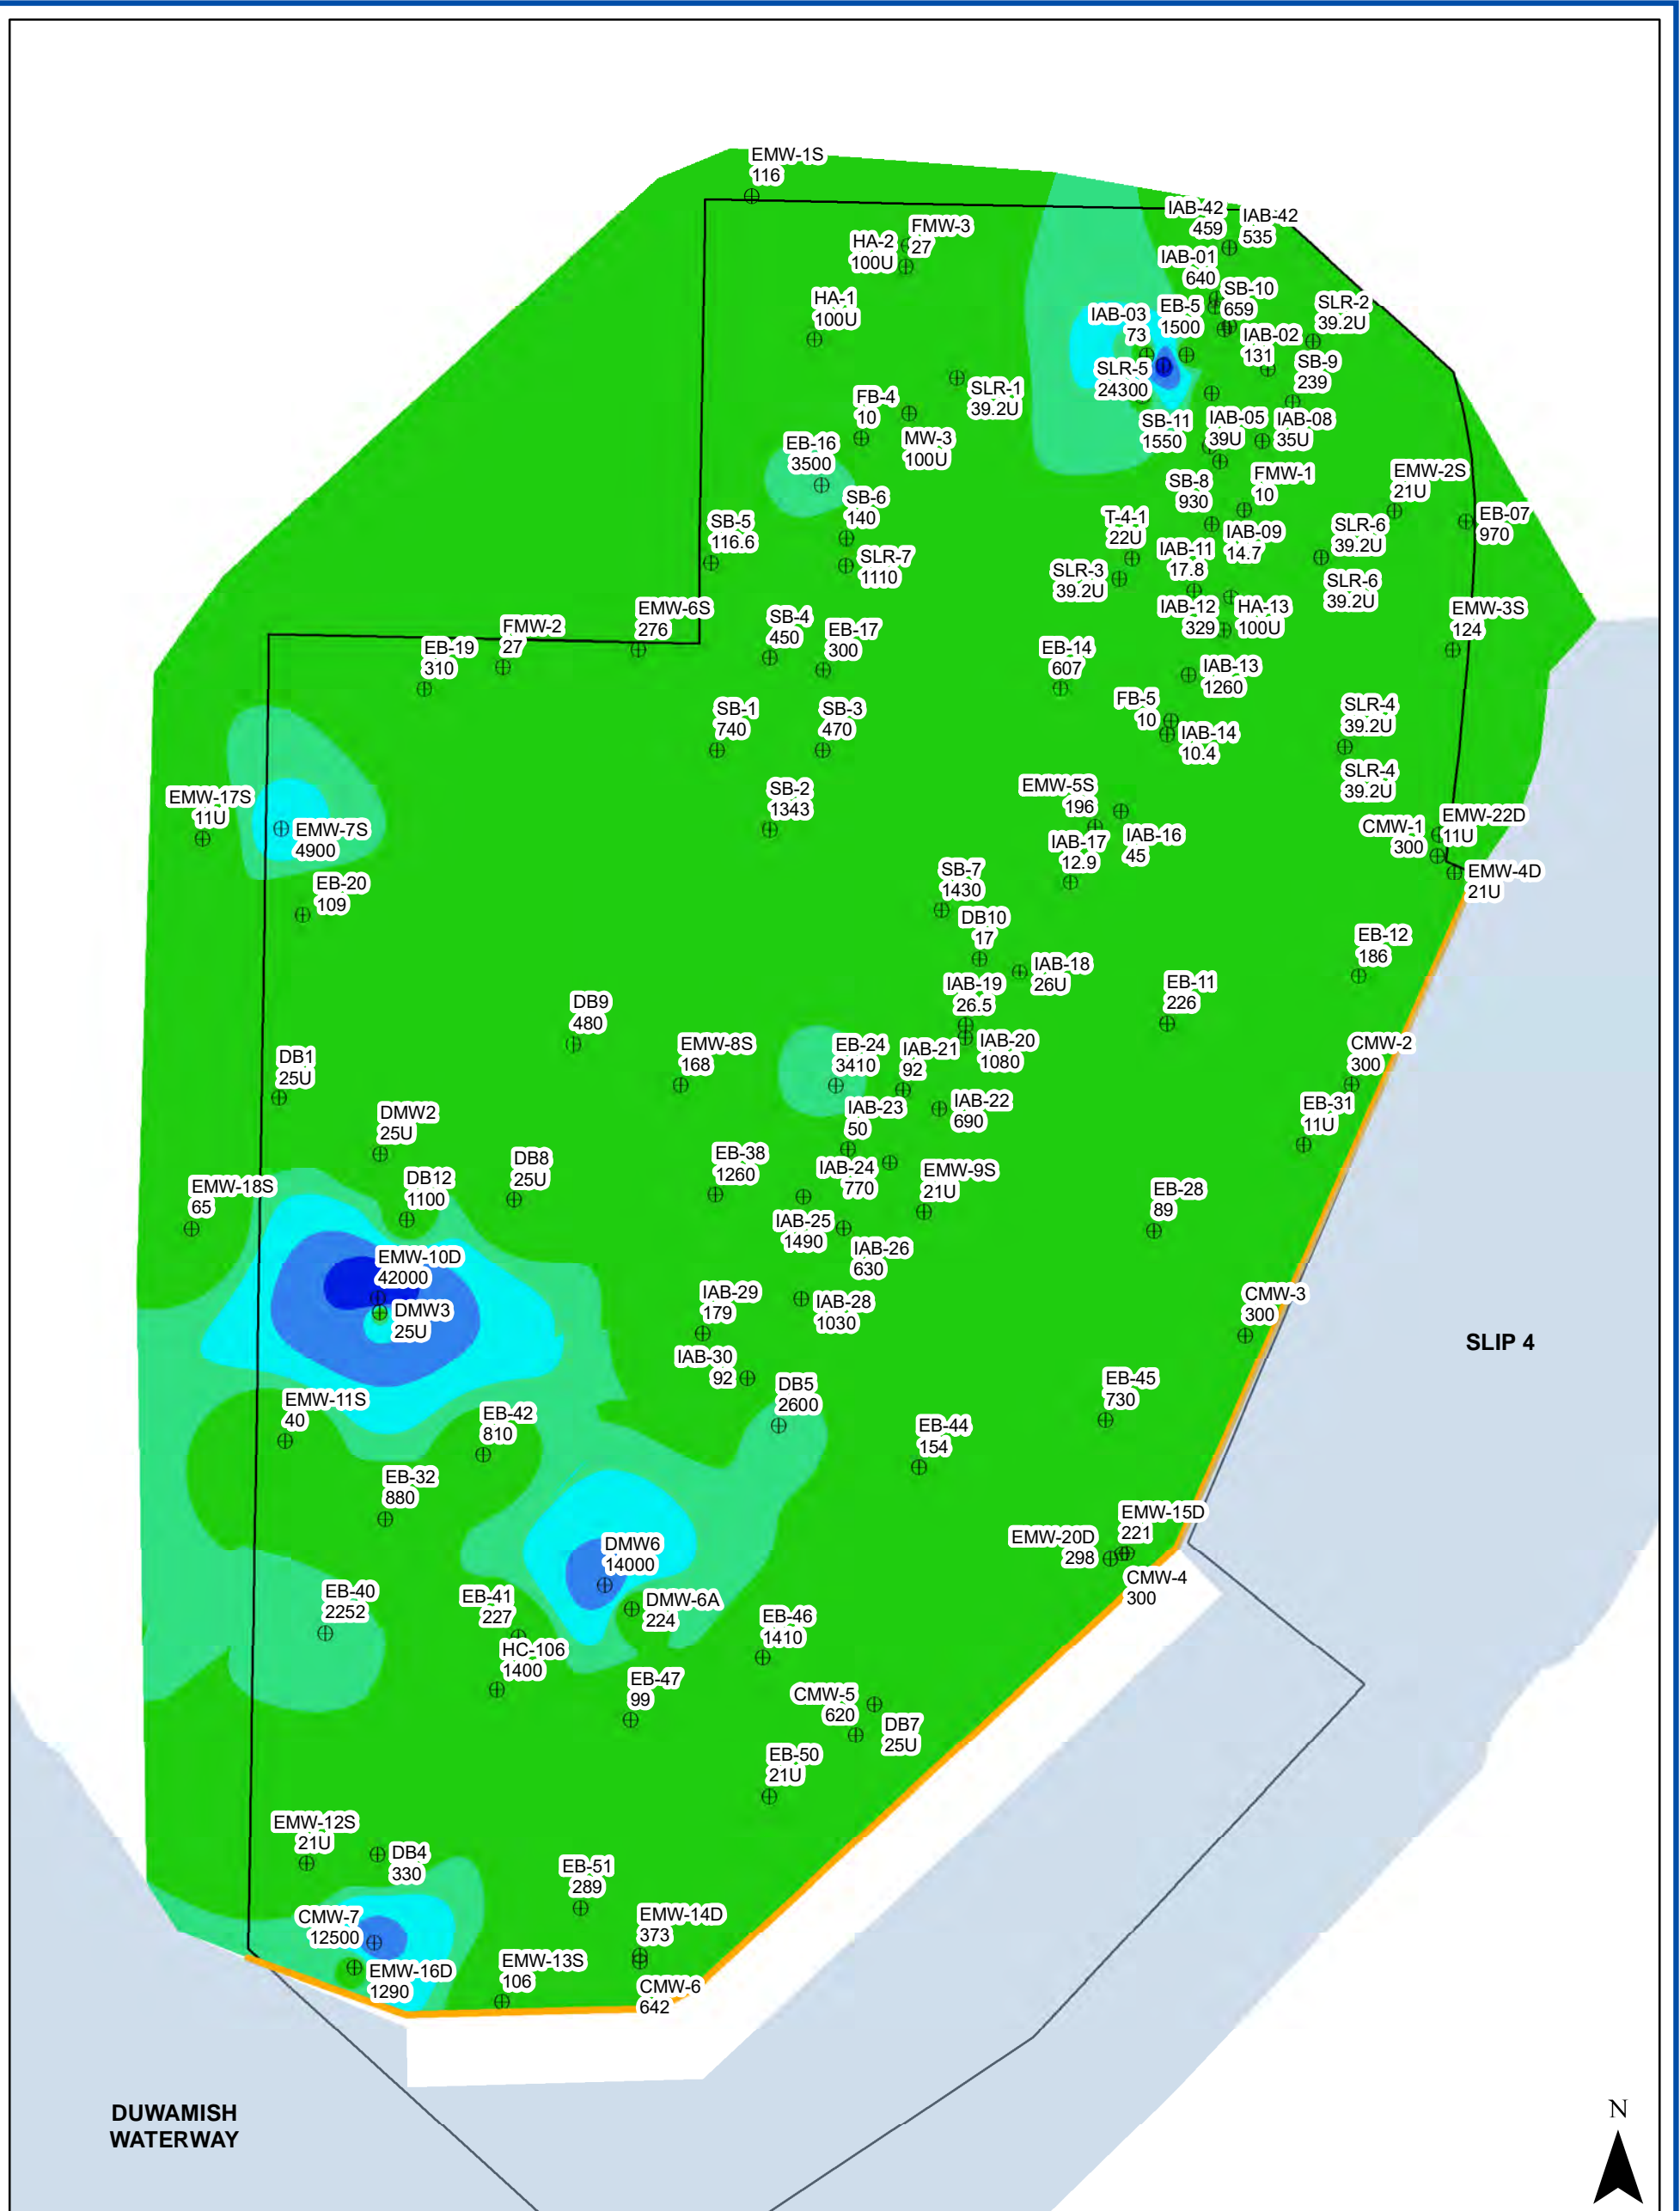 EMW-1S
116
IAB-42
459
IAB-42
535
FMW-3
27
HA-2
100U
IAB-01
640
SB-10
659
HA-1
100U
SLR-2
39.2U
EB-5
1500
IAB-03
73
IAB-02
131
SB-9
239
SLR-5
24300
SLR-1
39.2U
FB-4
10
SB-11
1550
IAB-05
39U
IAB-08
35U
MW-3
100U
EB-16
3500
SB-8
930
FMW-1
10
EMW-2S
21U
SB-6
140
EB-07
970
T-4-1
22U
SB-5
116.6
SLR-6
39.2U
IAB-09
14.7
IAB-11
17.8
SLR-7
1110
SLR-3
39.2U
SLR-6
39.2U
IAB-12
329
HA-13
100U
EMW-3S
124
EMW-6S
276
SB-4
450
FMW-2
27
EB-17
300
EB-19
310
EB-14
607
IAB-13
1260
FB-5
10
SLR-4
39.2U
SB-1
740
SB-3
470
IAB-14
10.4
SLR-4
39.2U
EMW-5S
196
SB-2
1343
EMW-17S
11U
EMW-22D
11U
EMW-7S
4900
CMW-1
300
IAB-16
45
IAB-17
12.9
EMW-4D
21U
SB-7
1430
EB-20
109
DB10
17
EB-12
186
IAB-18
26U
IAB-19
26.5
EB-11
226
DB9
480
IAB-20
1080
EMW-8S
168
EB-24
3410
CMW-2
300
IAB-21
92
DB1
25U
IAB-22
690
EB-31
11U
IAB-23
50
DMW2
25U
EB-38
1260
DB8
25U
IAB-24
770
EMW-9S
21U
DB12
1100
EMW-18S
65
EB-28
89
IAB-25
1490
IAB-26
630
EMW-10D
42000
IAB-29
179
CMW-3
300
IAB-28
1030
DMW3
25U
SLIP 4
IAB-30
92
EB-45
730
DB5
2600
EMW-11S
40
EB-42
810
EB-44
154
EB-32
880
EMW-15D
221
EMW-20D
298
DMW6
14000
CMW-4
300
EB-40
2252
EB-41
227
DMW-6A
224
EB-46
1410
HC-106
1400
EB-47
99
CMW-5
620
DB7
25U
EB-50
21U
EMW-12S
21U
DB4
330
EB-51
289
CMW-7
12500
EMW-14D
373
EMW-13S
106
EMW-16D
1290
CMW-6
642
DUWAMISH
WATERWAY
N